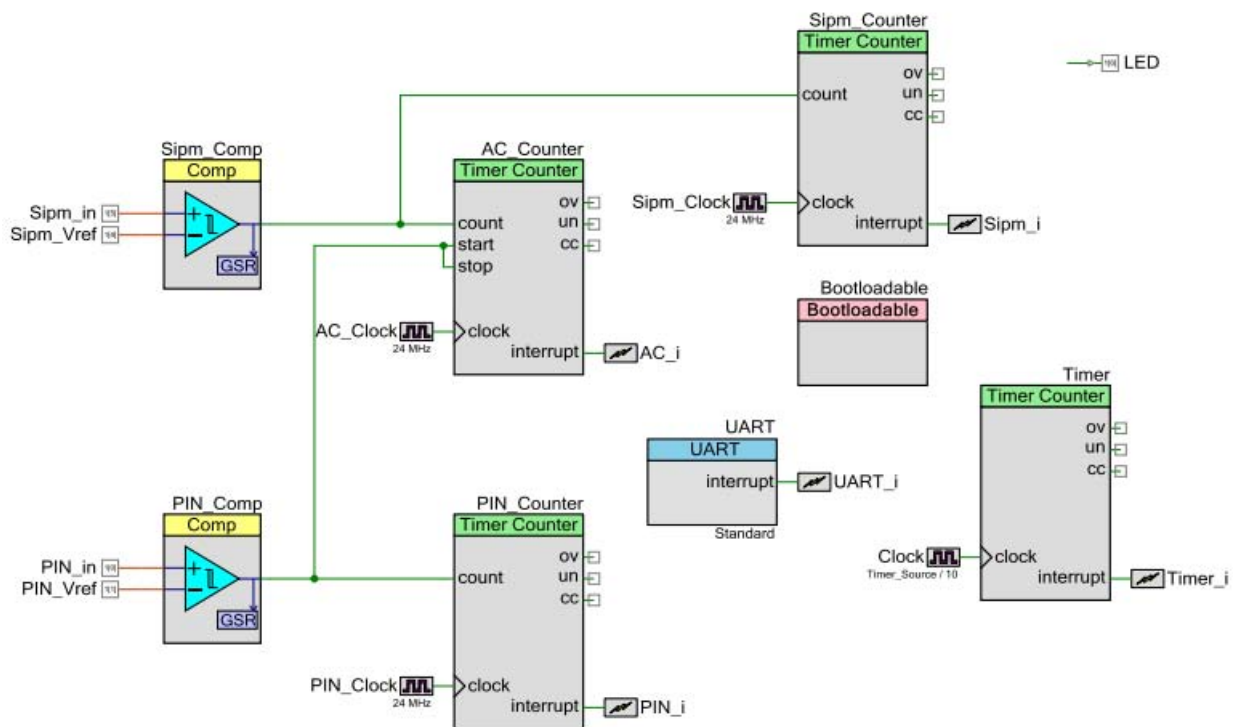 Sipm_Counter
Timer Counter
ov
un
cc
count
Sipm_Clock
24 MHz
clock
interrupt
Sipm_i
LED
Sipm_Comp
Comp
Sipm_in
Sipm_Vref
GSR
AC_Counter
Timer Counter
ov
un
cc
count
start
stop
AC_Clock
24 MHz
clock
interrupt
AC_i
Bootloadable
Bootloadable
Timer
Timer Counter
ov
un
cc
Clock
Timer_Source / 10
clock
interrupt
Timer_i
UART
UART
interrupt
UART_i
Standard
PIN_Comp
Comp
PIN_in
PIN_Vref
GSR
PIN_Counter
Timer Counter
ov
un
cc
count
PIN_Clock
24 MHz
clock
interrupt
PIN_i